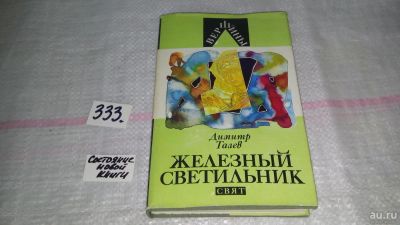 ВЕРШИНЫ
333.
Димитр
Талев
ЖЕЛЕЗНЫЙ
СВЕТИЛЬНИК
СВЯТ
Состояние
новой
книги
au.ru